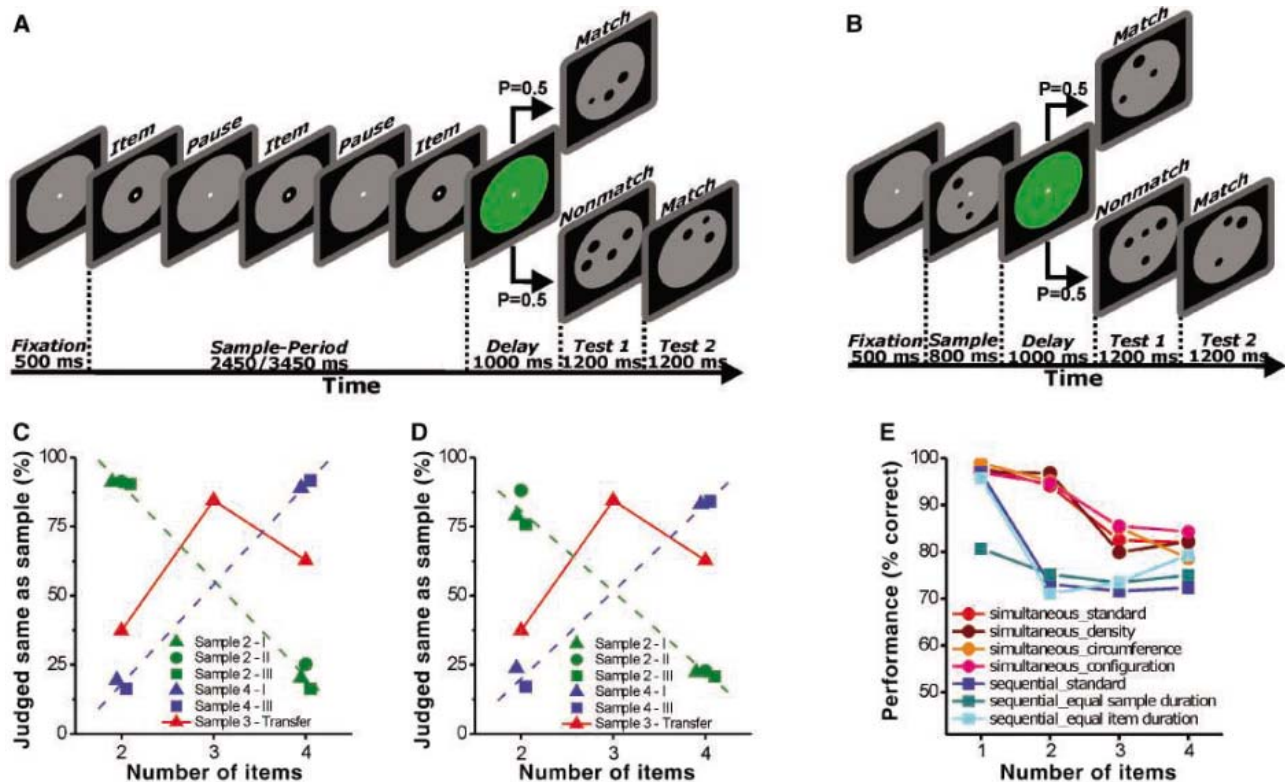 A
Item
Pause
Item
Pause
Item
P=0.5
Match
Nonmatch
Match
P=0.5
Fixation
500 ms
Sample-Period
2450/3450 ms
Delay
1000 ms
Test 1
1200 ms
Test 2
1200 ms
Time
B
P=0.5
Match
Nonmatch
Match
P=0.5
Fixation
500 ms
Sample
800 ms
Delay
1000 ms
Test 1
1200 ms
Test 2
1200 ms
Time
C
Judged same as sample (%)
100
75
50
25
0
Sample 2 - I
Sample 2 - II
Sample 2 - III
Sample 4 - I
Sample 4 - III
Sample 3 - Transfer
2 3 4
Number of items
D
Judged same as sample (%)
100
75
50
25
0
Sample 2 - I
Sample 2 - II
Sample 2 - III
Sample 4 - I
Sample 4 - III
Sample 3 - Transfer
2 3 4
Number of items
E
Performance (% correct)
100
90
80
70
60
50
simultaneous_standard
simultaneous_density
simultaneous_circumference
simultaneous_configuration
sequential_standard
sequential_equal sample duration
sequential_equal item duration
1 2 3 4
Number of items